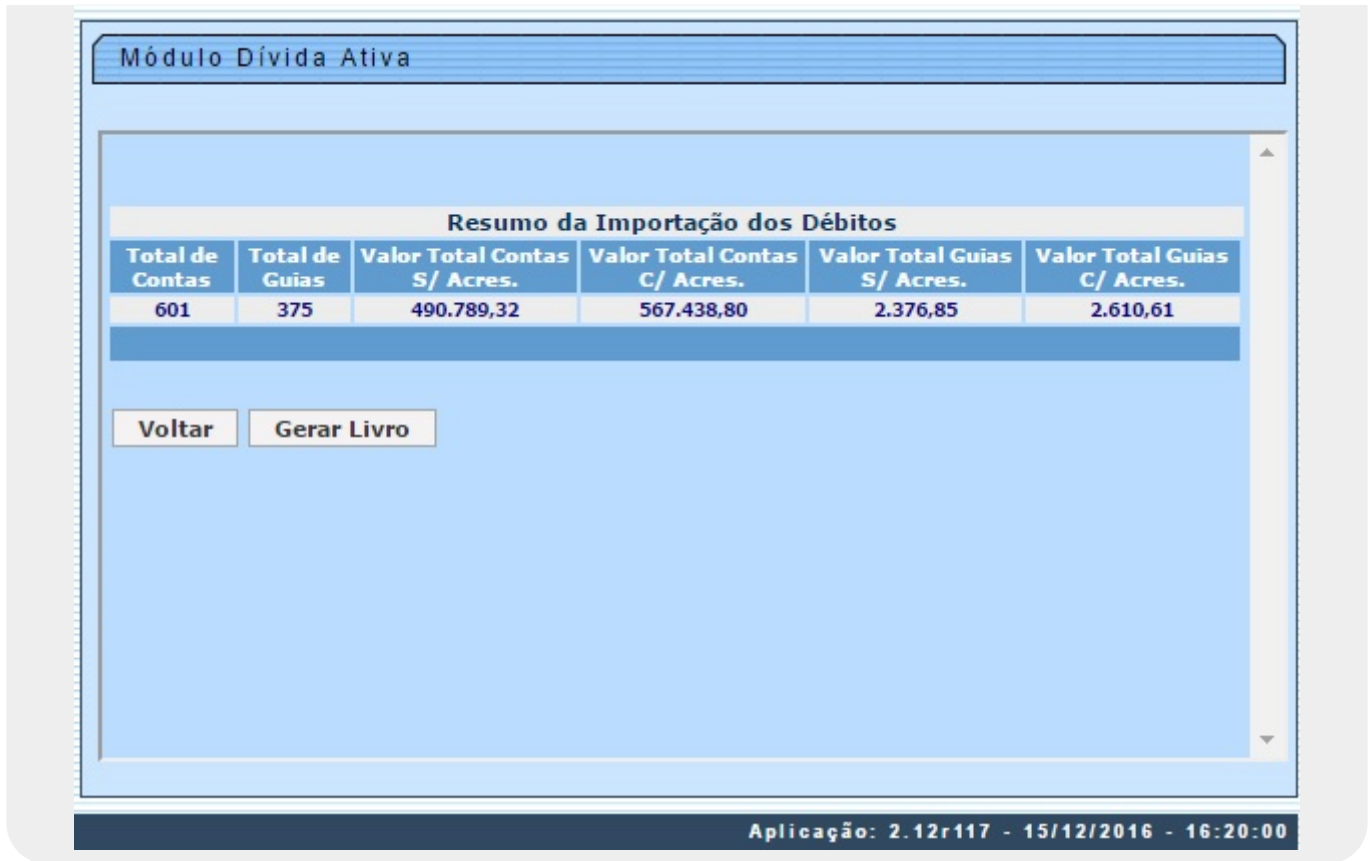 Módulo Dívida Ativa
Resumo da Importação dos Débitos
Total de Contas Total de Guias Valor Total Contas S/ Acres. Valor Total Contas C/ Acres. Valor Total Guias S/ Acres. Valor Total Guias C/ Acres.
601 375 490.789,32 567.438,80 2.376,85 2.610,61
Voltar Gerar Livro
Aplicação: 2.12r117 - 15/12/2016 - 16:20:00